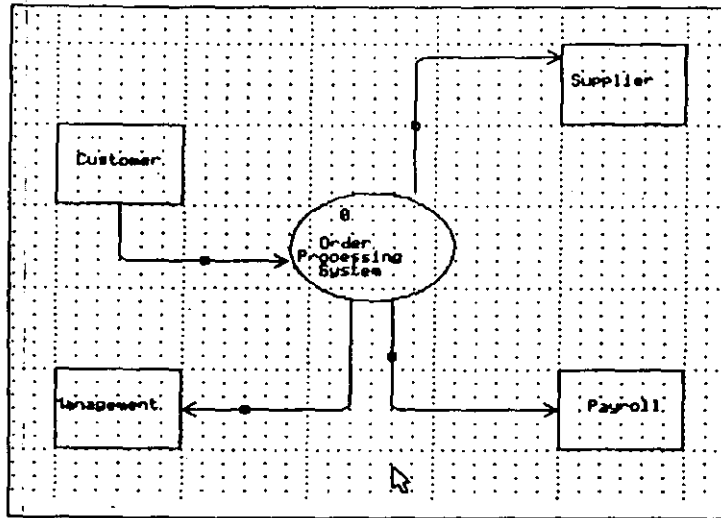 Supplier
Customer
0
Order
Processing
System
Management
Payroll